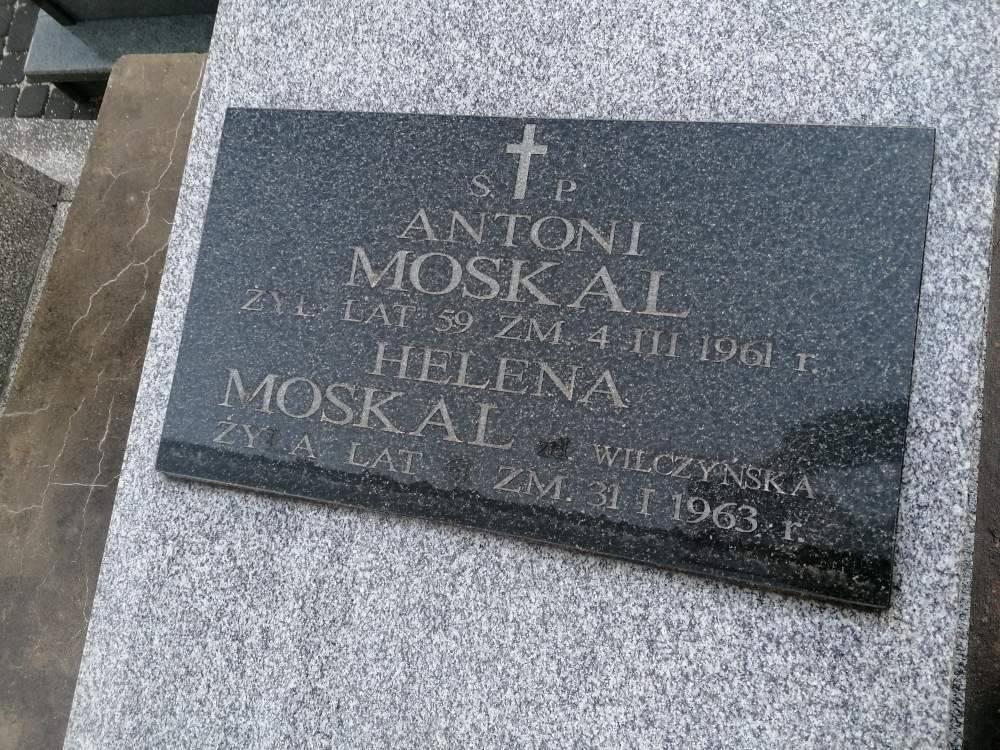 Ś. P.
ANTONI
MOSKAL
ŻYŁ LAT 59 ZM. 4 III 1961 r.
HELENA
MOSKAL WILCZYŃSKA
ŻYŁA LAT ZM. 31 I 1963 r.